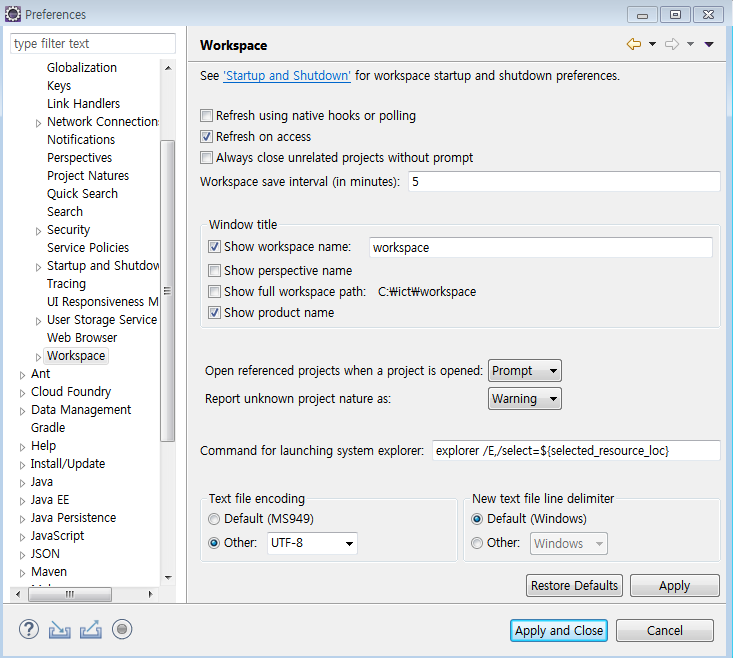 Preferences
type filter text
Globalization
Keys
Link Handlers
Network Connection
Notifications
Perspectives
Project Natures
Quick Search
Search
Security
Service Policies
Startup and Shutdow
Tracing
UI Responsiveness M
User Storage Service
Web Browser
Workspace
Ant
Cloud Foundry
Data Management
Gradle
Help
Install/Update
Java
Java EE
Java Persistence
JavaScript
JSON
Maven
Workspace
See 'Startup and Shutdown' for workspace startup and shutdown preferences.
Refresh using native hooks or polling
Refresh on access
Always close unrelated projects without prompt
Workspace save interval (in minutes): 5
Window title
Show workspace name: workspace
Show perspective name
Show full workspace path: C:₩ict₩workspace
Show product name
Open referenced projects when a project is opened: Prompt
Report unknown project nature as: Warning
Command for launching system explorer: explorer /E,/select=${selected_resource_loc}
Text file encoding
Default (MS949)
Other: UTF-8
New text file line delimiter
Default (Windows)
Other: Windows
Restore Defaults Apply
Apply and Close Cancel